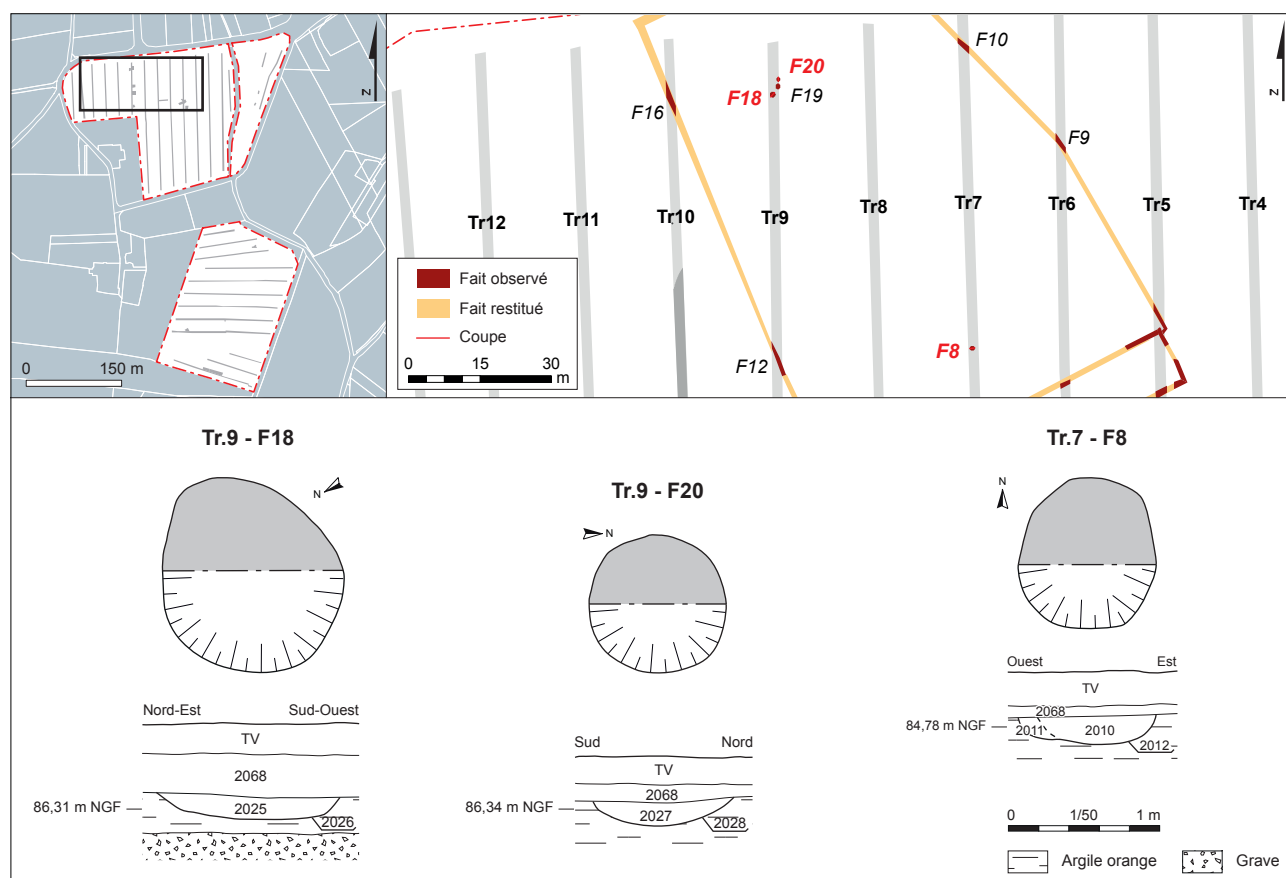 N
0 150 m
F10
F20
F18 F19
F16
F9
Tr12 Tr11 Tr10 Tr9 Tr8 Tr7 Tr6 Tr5 Tr4
Fait observé
Fait restitué
Coupe
0 15 30
m
F12
F8
N
Tr.9 - F18
N
Nord-Est Sud-Ouest
TV
2068
86,31 m NGF
2025
2026
Tr.9 - F20
N
Sud Nord
TV
2068
86,34 m NGF
2027
2028
Tr.7 - F8
N
Ouest Est
TV
2068
84,78 m NGF
2011 2010
2012
0 1/50 1 m
Argile orange Grave